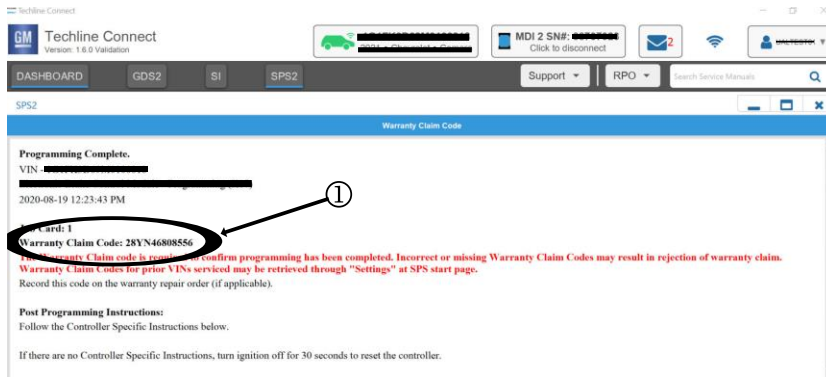 Techline Connect
GM Techline Connect
Version: 1.6.0 Validation
MDI 2 SN#:
Click to disconnect
2
DASHBOARD GDS2 SI SPS2 Support RPO Search Service Manuals
SPS2
Warranty Claim Code
Programming Complete.
VIN -
2020-08-19 12:23:43 PM
1
Card: 1
Warranty Claim Code: 28YN46808556
The Warranty Claim code is required to confirm programming has been completed. Incorrect or missing Warranty Claim Codes may result in rejection of warranty claim.
Warranty Claim Codes for prior VINs serviced may be retrieved through "Settings" at SPS start page.
Record this code on the warranty repair order (if applicable).
Post Programming Instructions:
Follow the Controller Specific Instructions below.
If there are no Controller Specific Instructions, turn ignition off for 30 seconds to reset the controller.